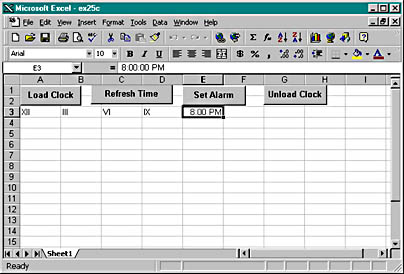 Microsoft Excel - ex25c
File Edit View Insert Format Tools Data Window Help
Arial 10 B I U $ % ,
E3 = 8:00:00 PM
A B C D E F G H I
Load Clock Refresh Time Set Alarm Unload Clock
1
2
3 XII III VI IX 8:00 PM
4
5
6
7
8
9
10
11
12
13
14
15
Sheet1
Ready